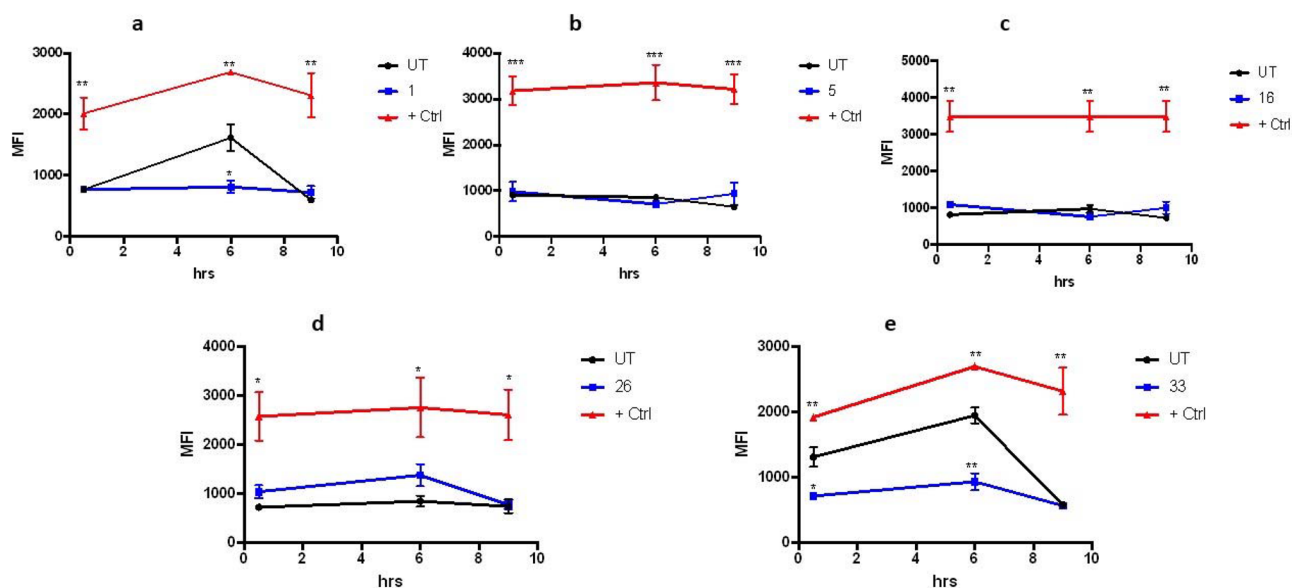 a
3000
2000
1000
0
MFI
** ** **
*
0 2 4 6 8 10
hrs
UT
1
+ Ctrl
b
4000
3000
2000
1000
0
MFI
*** *** ***
0 2 4 6 8 10
hrs
UT
5
+ Ctrl
c
5000
4000
3000
2000
1000
0
MFI
** ** **
0 2 4 6 8 10
hrs
UT
16
+ Ctrl
d
4000
3000
2000
1000
0
MFI
* * *
0 2 4 6 8 10
hrs
UT
26
+ Ctrl
e
3000
2000
1000
0
MFI
** ** **
* **
0 2 4 6 8 10
hrs
UT
33
+ Ctrl